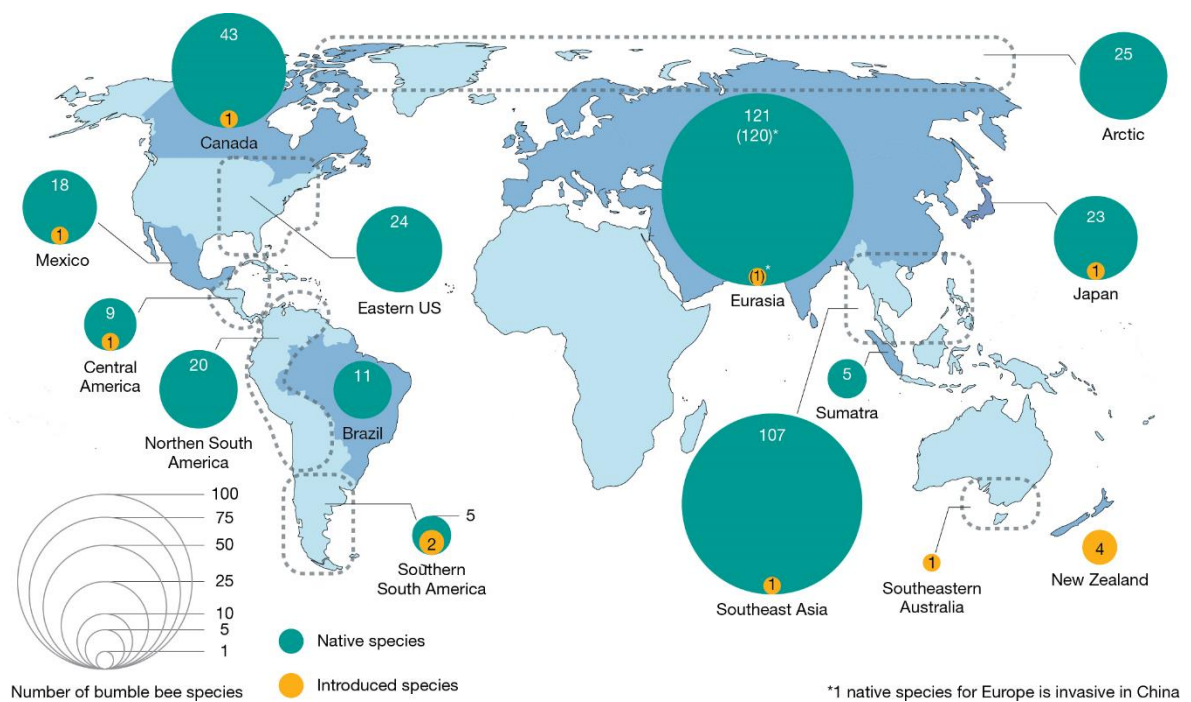 43
1
Canada
25
Arctic
121
(120)*
(1)*
Eurasia
18
1
Mexico
24
Eastern US
23
1
Japan
9
1
Central
America
20
Northen South
America
11
Brazil
5
Sumatra
107
1
Southeast Asia
5
2
Southern
South America
1
Southeastern
Australia
4
New Zealand
100
75
50
25
10
5
1
Number of bumble bee species
Native species
Introduced species
*1 native species for Europe is invasive in China